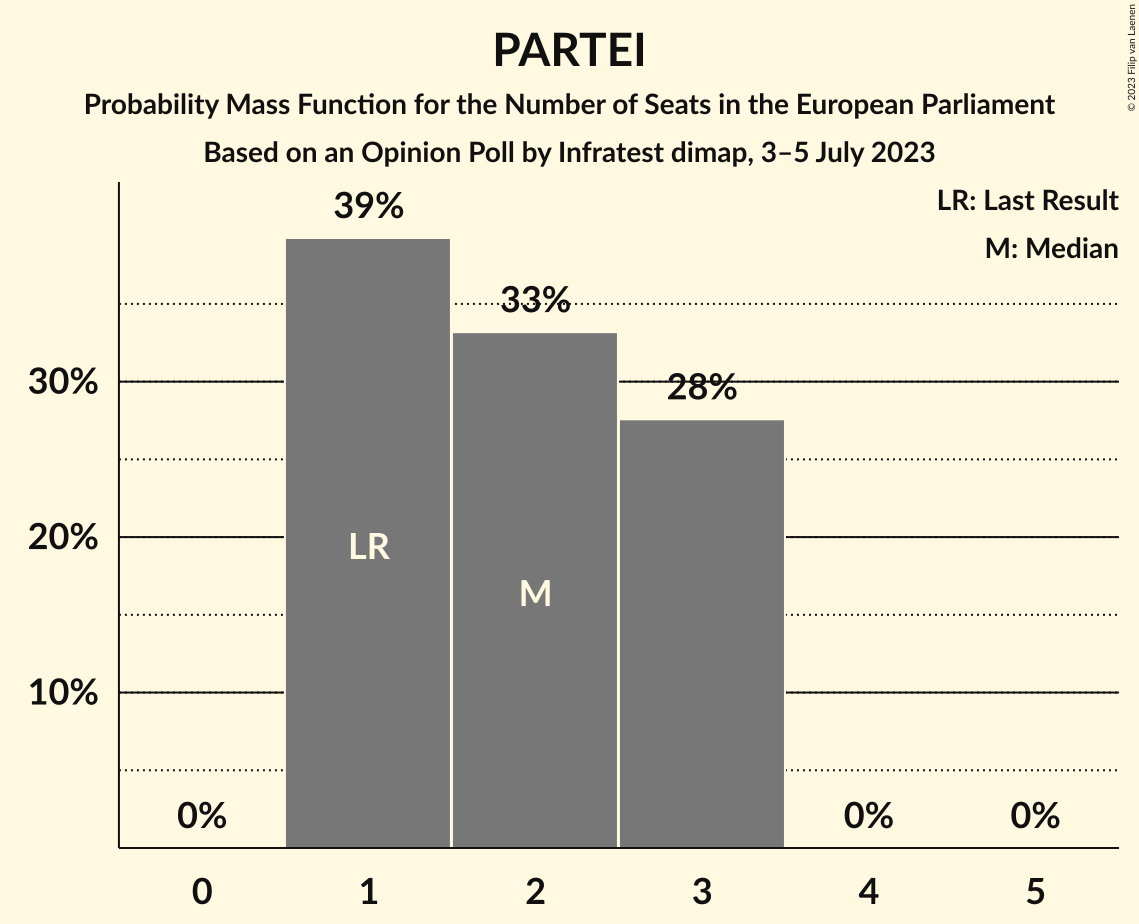 PARTEI
Probability Mass Function for the Number of Seats in the European Parliament
Based on an Opinion Poll by Infratest dimap, 3–5 July 2023
© 2023 Filip van Laenen
LR: Last Result
M: Median
39%
33%
28%
30%
20%
10%
LR
M
0%
0%
0%
0
1
2
3
4
5